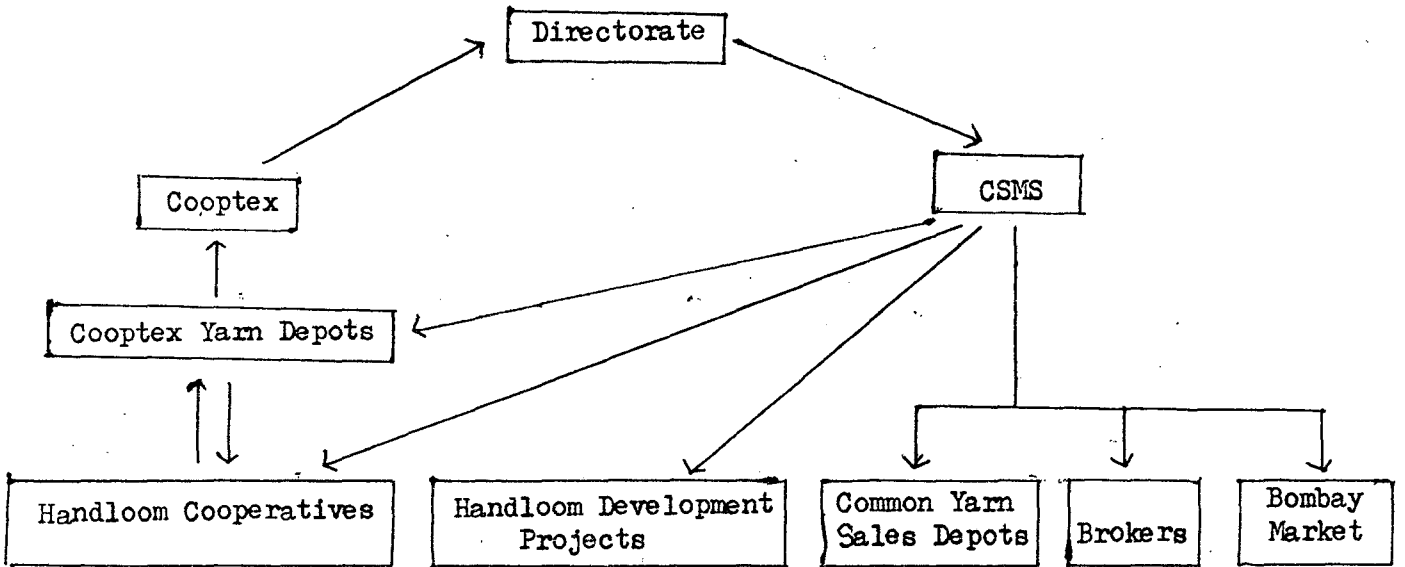 Directorate
Cooptex
CSMS
Cooptex Yarn Depots
Handloom Cooperatives
Handloom Development
Projects
Common Yarn
Sales Depots
Brokers
Bombay
Market